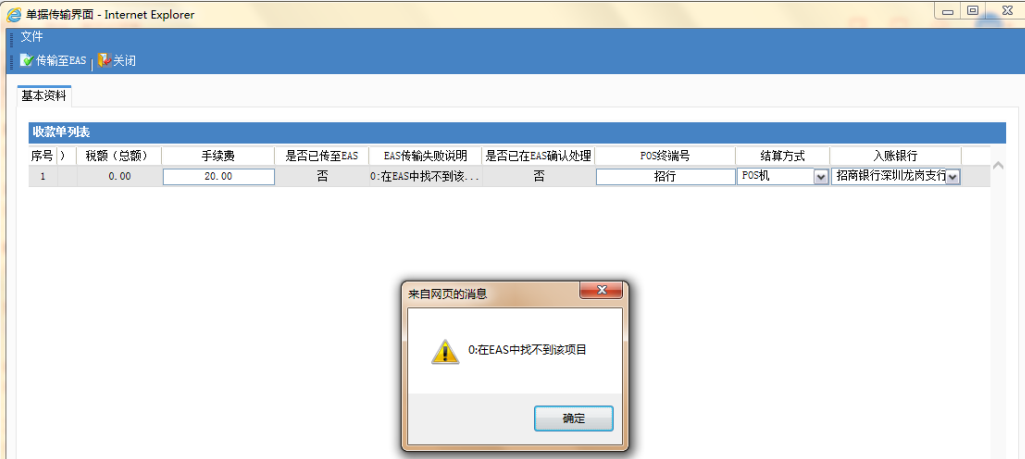 单据传输界面 - Internet Explorer
文件
传输至EAS 关闭
基本资料
收款单列表
序号 ） 税额（总额） 手续费 是否已传至EAS EAS传输失败说明 是否已在EAS确认处理 POS终端号 结算方式 入账银行
1 0.00 20.00 否 0:在EAS中找不到该... 否 招行 POS机 招商银行深圳龙岗支行
来自网页的消息
0:在EAS中找不到该项目
确定